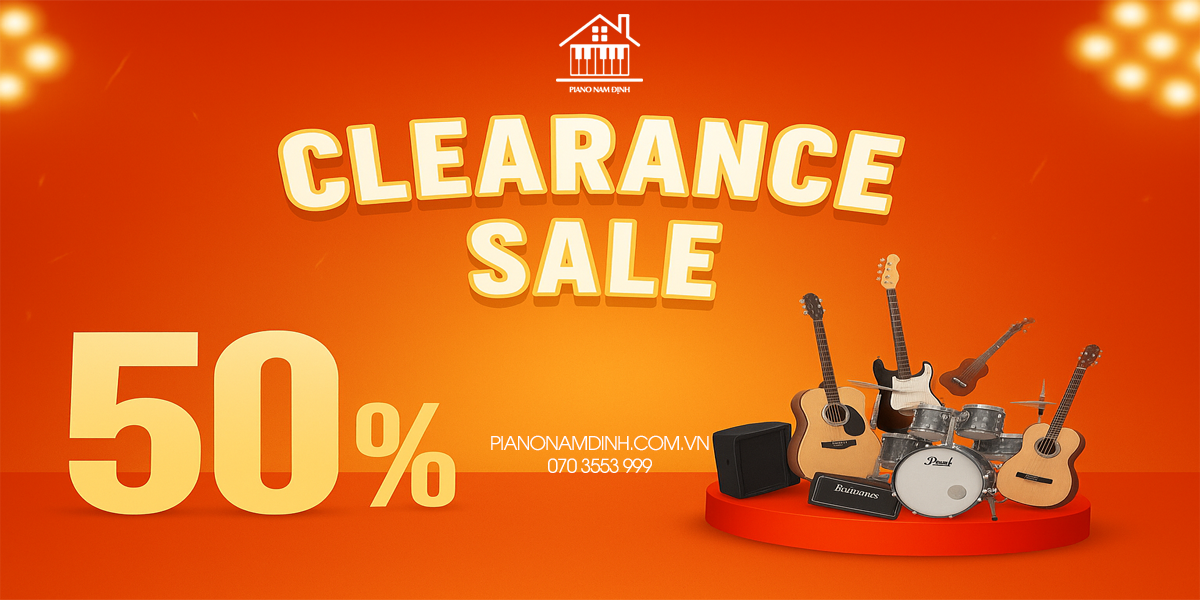 PIANO NAM ĐỊNH
CLEARANCE
SALE
50%
PIANONAMDINH.COM.VN
070 3553 999